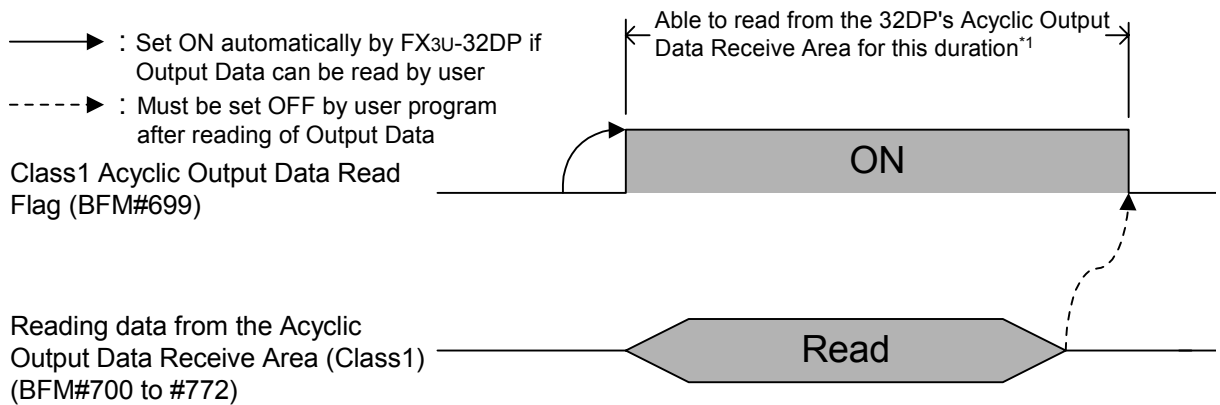 : Set ON automatically by FX3U-32DP if
Output Data can be read by user
: Must be set OFF by user program
after reading of Output Data
Able to read from the 32DP's Acyclic Output
Data Receive Area for this duration*1
Class1 Acyclic Output Data Read
Flag (BFM#699)
ON
Reading data from the Acyclic
Output Data Receive Area (Class1)
(BFM#700 to #772)
Read